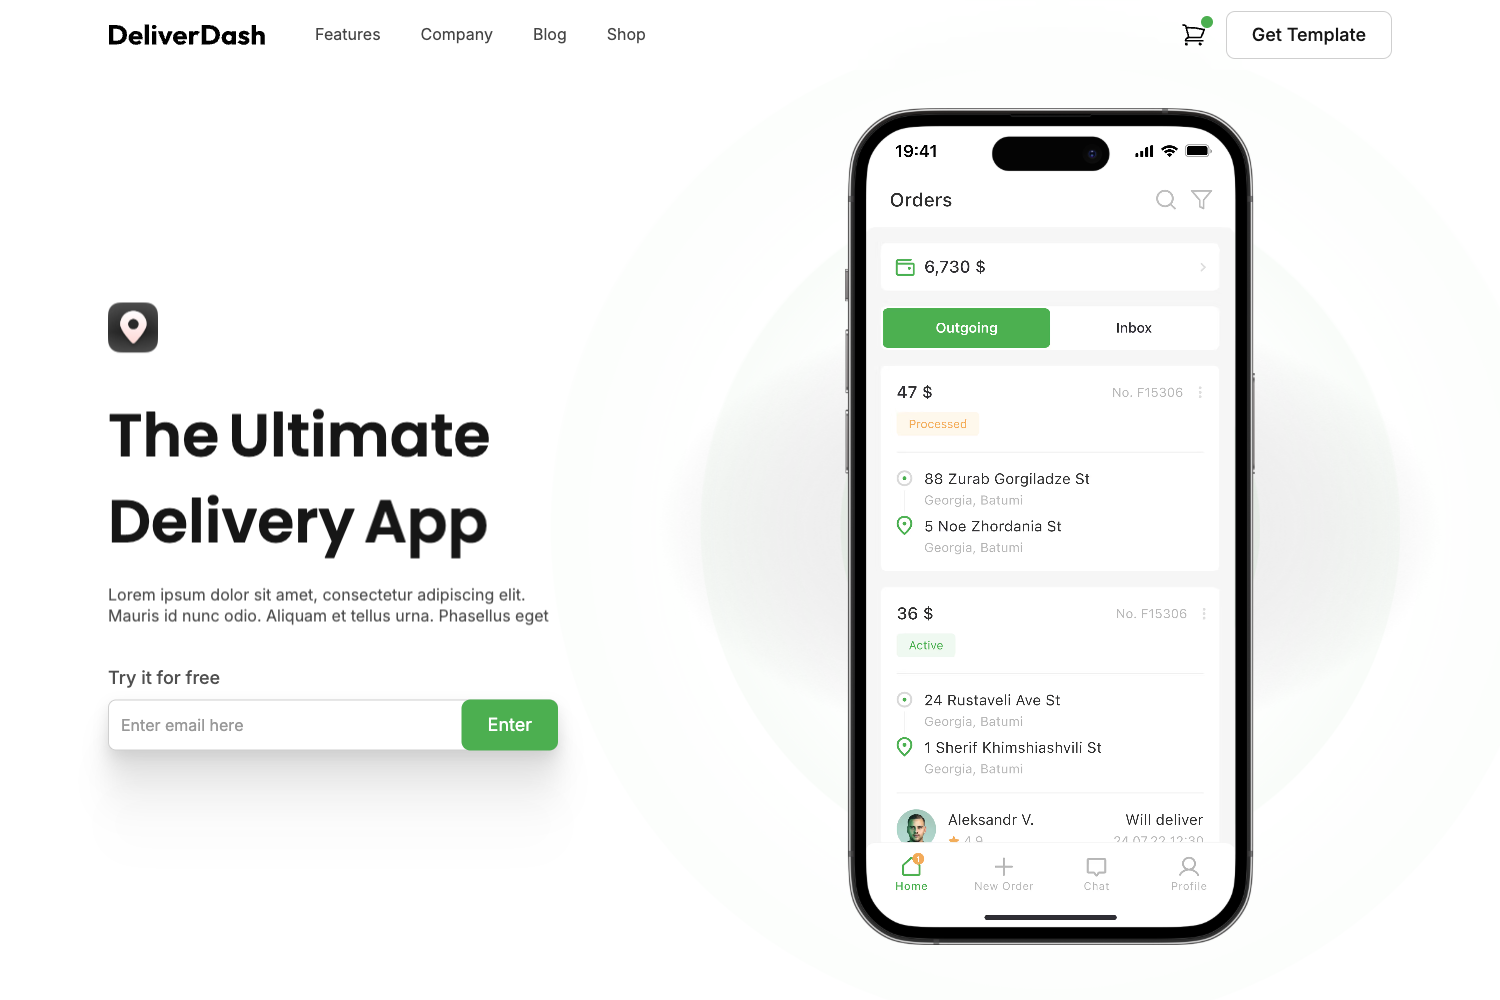 DeliverDash
Features
Company
Blog
Shop
Get Template
The Ultimate
Delivery App
Lorem ipsum dolor sit amet, consectetur adipiscing elit.
Mauris id nunc odio. Aliquam et tellus urna. Phasellus eget
Try it for free
Enter email here
Enter
19:41
Orders
6,730 $
Outgoing
Inbox
47 $
No. F15306
Processed
88 Zurab Gorgiladze St
Georgia, Batumi
5 Noe Zhordania St
Georgia, Batumi
36 $
No. F15306
Active
24 Rustaveli Ave St
Georgia, Batumi
1 Sherif Khimshiashvili St
Georgia, Batumi
Aleksandr V.
Will deliver
4,9
24.07.22 12:30
1
Home
New Order
Chat
Profile